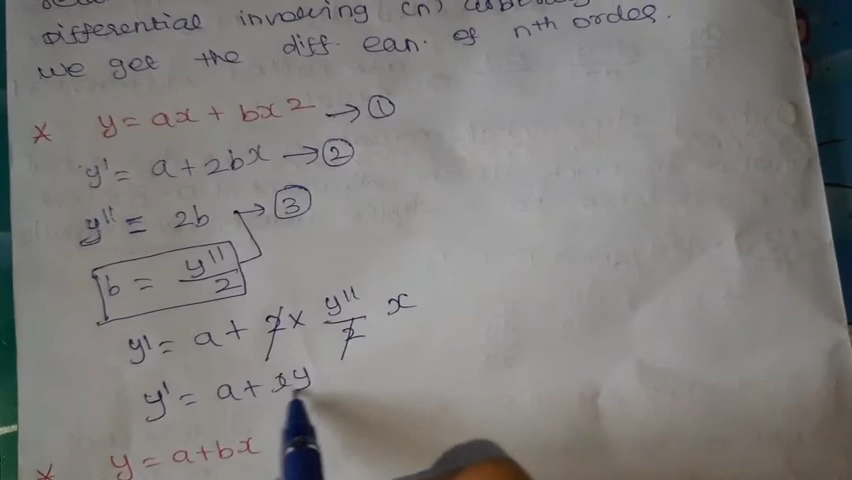 differential involving (n)
we get the diff. eqn. of nth order.
* y = ax + bx2 → ①
y' = a + 2bx → ②
y'' = 2b → ③
b = y''/2
y' = a + 2 x y''/2 x
y' = a + xy
* y = a+bx